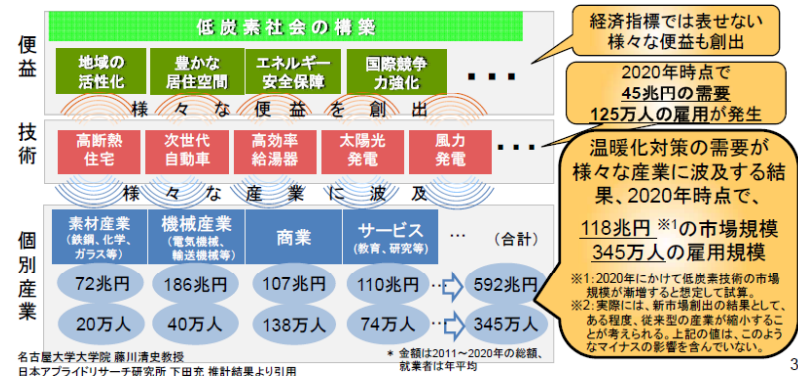 低炭素社会の構築
便益
地域の
活性化
豊かな
居住空間
エネルギー
安全保障
国際競争
力強化
・・・
様々な便益を創出
技術
高断熱
住宅
次世代
自動車
高効率
給湯器
太陽光
発電
風力
発電
・・・
様々な産業に波及
個別産業
素材産業
(鉄鋼、化学、
ガラス等)
機械産業
(電気機械、
輸送機械等)
商業
サービス
(教育、研究等)
…
(合計)
72兆円
186兆円
107兆円
110兆円
…
592兆円
20万人
40万人
138万人
74万人
…
345万人
名古屋大学大学院 藤川清史教授
日本アプライドリサーチ研究所 下田充 推計結果より引用
* 金額は2011～2020年の総額、
就業者は年平均
経済指標では表せない
様々な便益も創出
2020年時点で
45兆円の需要
125万人の雇用が発生
温暖化対策の需要が
様々な産業に波及する結
果、2020年時点で、
118兆円※1の市場規模
345万人の雇用規模
※1:2020年にかけて低炭素技術の市場
規模が漸増すると想定して試算。
※2:実際には、新市場創出の結果として、
ある程度、従来型の産業が縮小するこ
とが考えられる。上記の値は、このよう
なマイナスの影響を含んでいない。
3